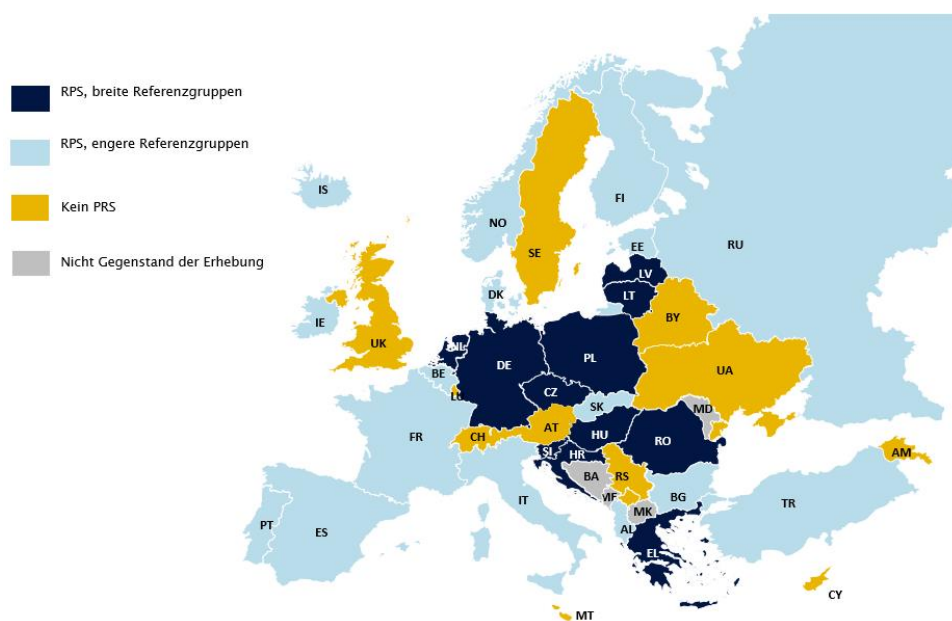 RPS, breite Referenzgruppen
RPS, engere Referenzgruppen
Kein PRS
Nicht Gegenstand der Erhebung
IS
NO
SE
FI
RU
EE
LV
LT
DK
IE
UK
NL
BE
LU
DE
PL
BY
CZ
SK
UA
MD
FR
CH
AT
HU
RO
SI
HR
BA
RS
BG
MK
AL
IT
PT
ES
EL
TR
AM
MT
CY